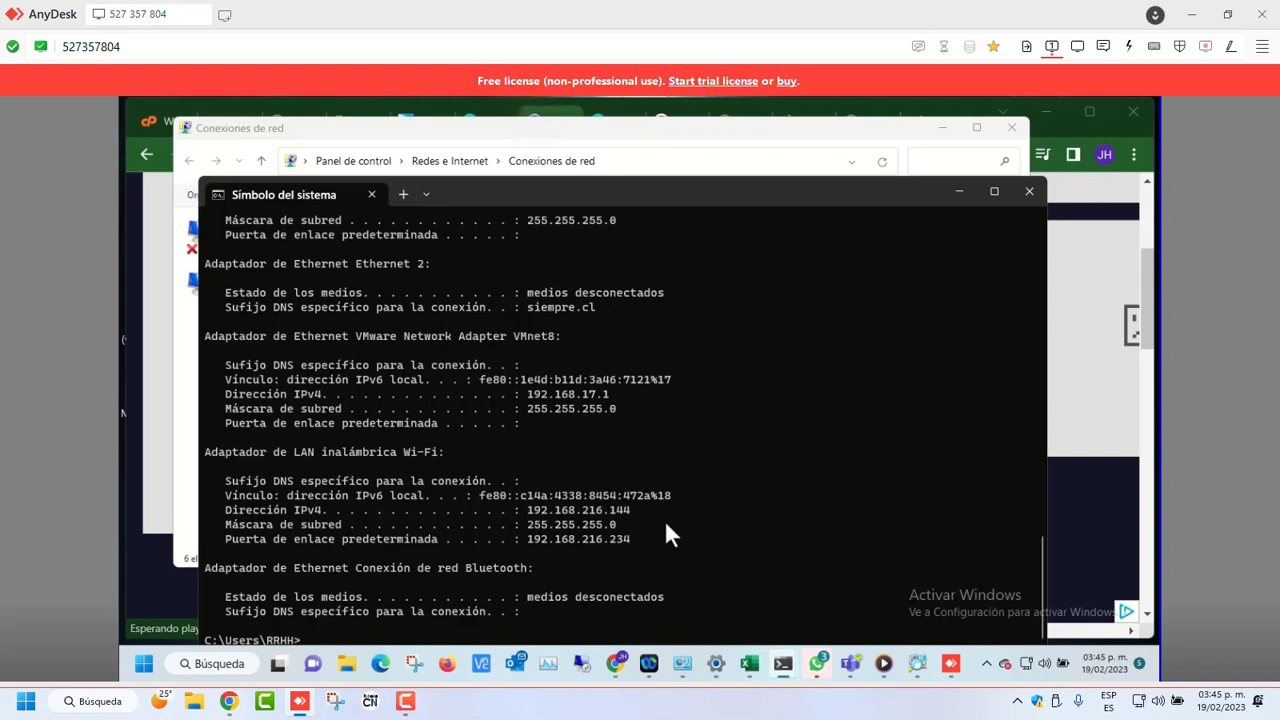 AnyDesk
527 357 804
527357804
Free license (non-professional use). Start trial license or buy.
Conexiones de red
Panel de control > Redes e Internet > Conexiones de red
JH
Símbolo del sistema
Máscara de subred . . . . . . . . . . . . : 255.255.255.0
Puerta de enlace predeterminada . . . . . :
Adaptador de Ethernet Ethernet 2:
Estado de los medios. . . . . . . . . . . : medios desconectados
Sufijo DNS específico para la conexión. . : siempre.cl
Adaptador de Ethernet VMware Network Adapter VMnet8:
Sufijo DNS específico para la conexión. . :
Vínculo: dirección IPv6 local. . . : fe80::1e4d:b11d:3a46:7121%17
Dirección IPv4. . . . . . . . . . . . . . : 192.168.17.1
Máscara de subred . . . . . . . . . . . . : 255.255.255.0
Puerta de enlace predeterminada . . . . . :
Adaptador de LAN inalámbrica Wi-Fi:
Sufijo DNS específico para la conexión. . :
Vínculo: dirección IPv6 local. . . : fe80::c14a:4338:8454:472a%18
Dirección IPv4. . . . . . . . . . . . . . : 192.168.216.144
Máscara de subred . . . . . . . . . . . . : 255.255.255.0
Puerta de enlace predeterminada . . . . . : 192.168.216.234
Adaptador de Ethernet Conexión de red Bluetooth:
Estado de los medios. . . . . . . . . . . : medios desconectados
Sufijo DNS específico para la conexión. . :
C:\Users\RRHH>
Activar Windows
Ve a Configuración para activar Windows.
Esperando play
Búsqueda
03:45 p. m.
19/02/2023
25°
Búsqueda
ESP
ES
03:45 p. m.
19/02/2023